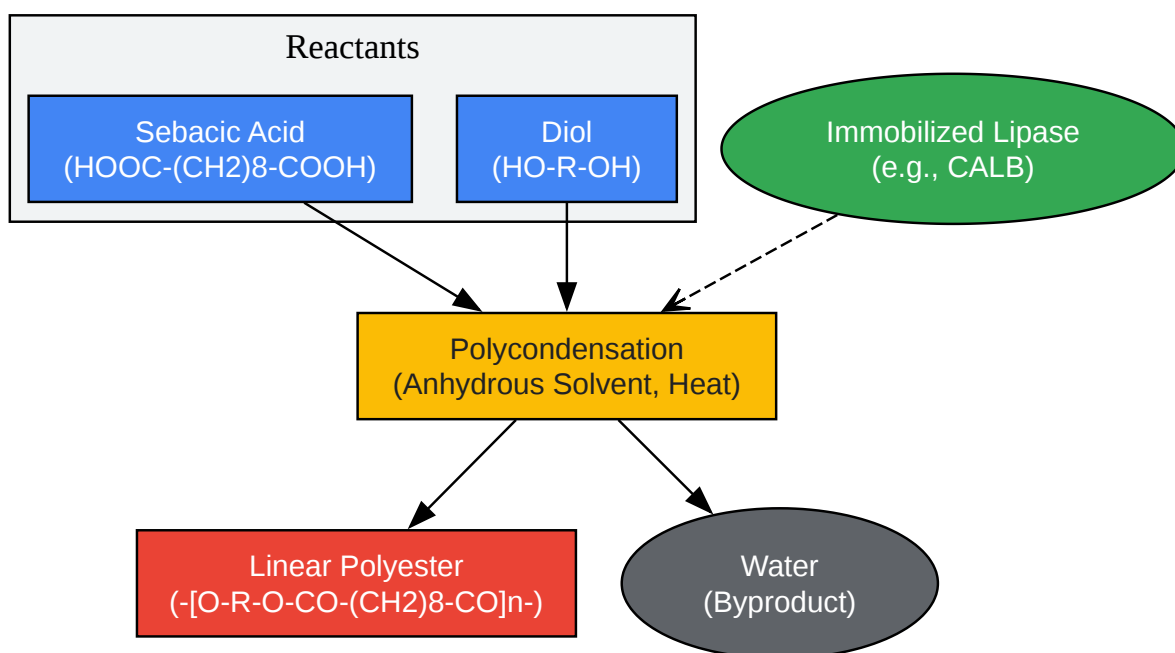 Reactants
Sebacic Acid
(HOOC-(CH2)8-COOH)
Diol
(HO-R-OH)
Immobilized Lipase
(e.g., CALB)
Polycondensation
(Anhydrous Solvent, Heat)
Linear Polyester
(-[O-R-O-CO-(CH2)8-CO]n-)
Water
(Byproduct)